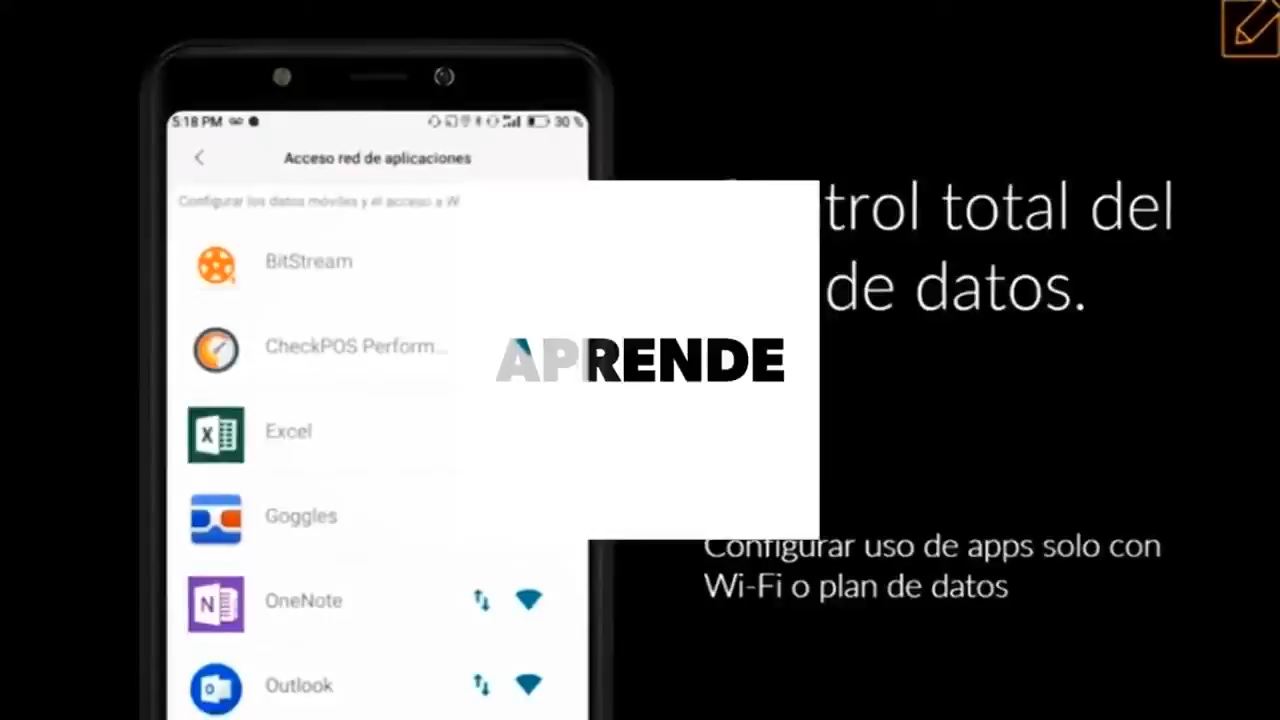 5:18 PM
30 %
Acceso red de aplicaciones
Configurar los datos móviles y el acceso a W
BitStream
CheckPOS Perform...
Excel
Goggles
OneNote
Outlook
APRENDE
trol total del
de datos.
Configurar uso de apps solo con
Wi-Fi o plan de datos